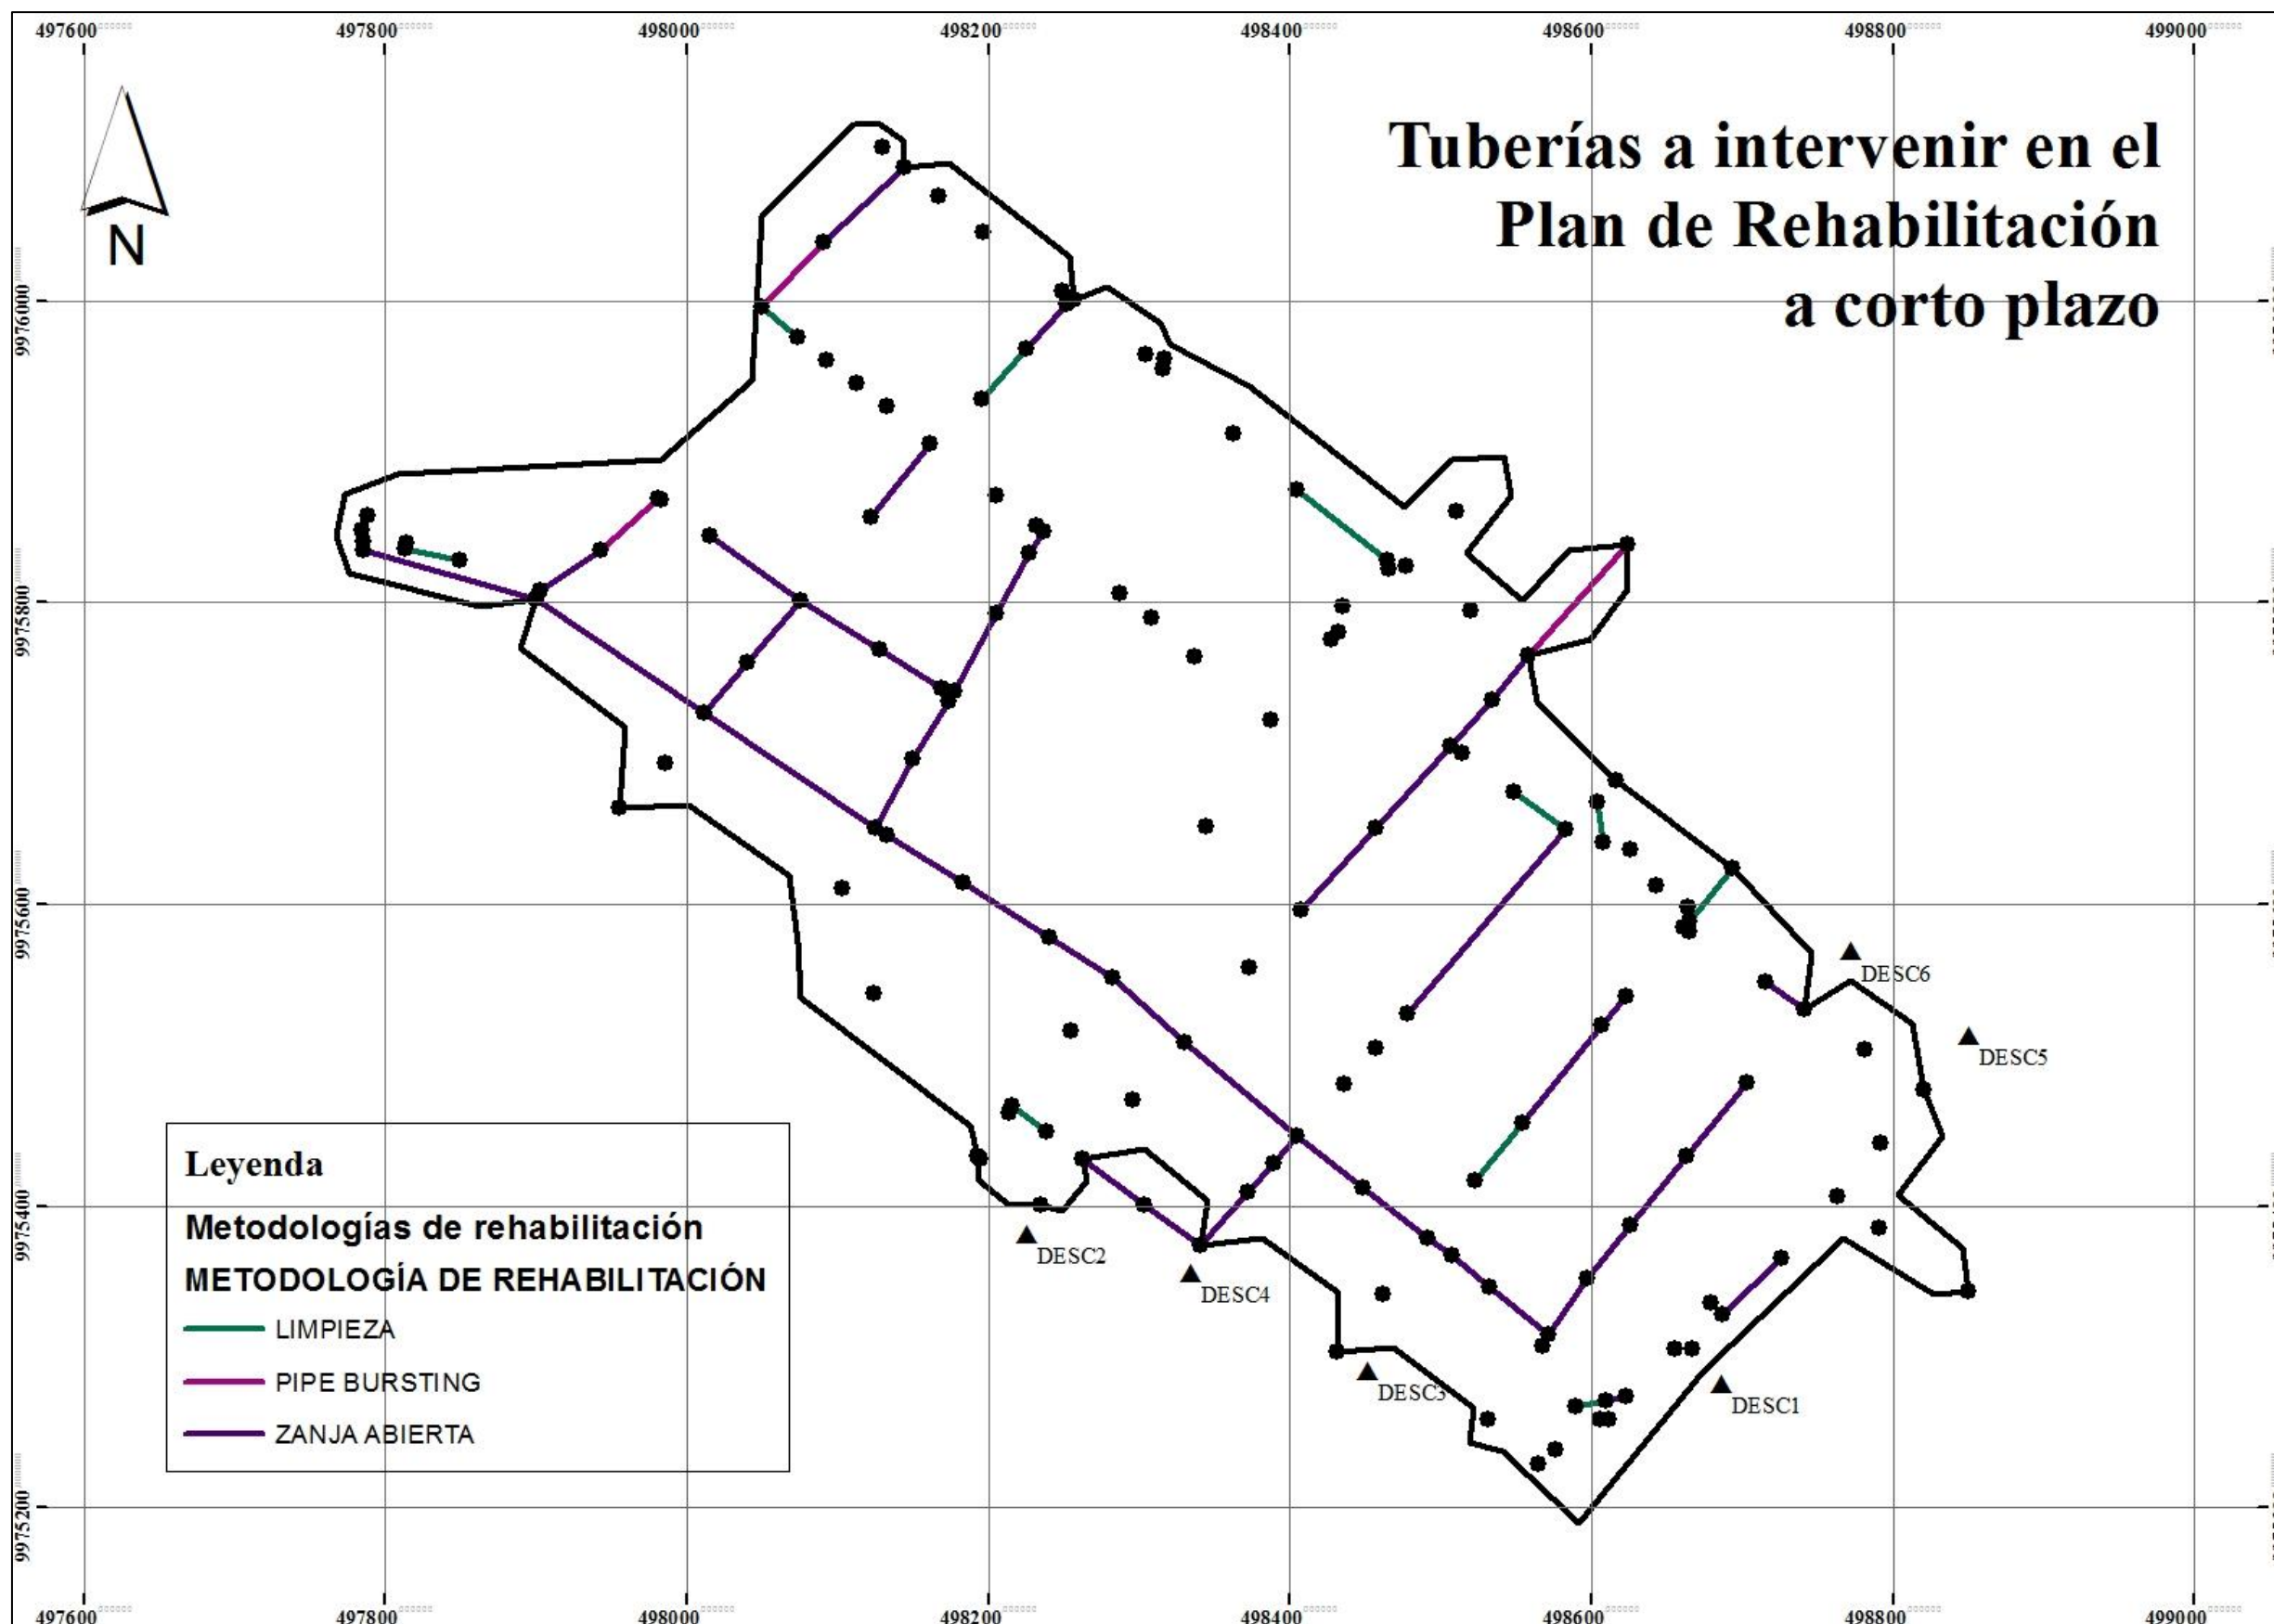 497600 497800 498000 498200 498400 498600 498800 499000
Tuberías a intervenir en el
Plan de Rehabilitación
a corto plazo
N
9976000
9975800
9975600
9975400
9975200
DESC6
DESC5
DESC2
DESC4
DESC3
DESC1
Leyenda
Metodologías de rehabilitación
METODOLOGÍA DE REHABILITACIÓN
LIMPIEZA
PIPE BURSTING
ZANJA ABIERTA
497600 497800 498000 498200 498400 498600 498800 499000